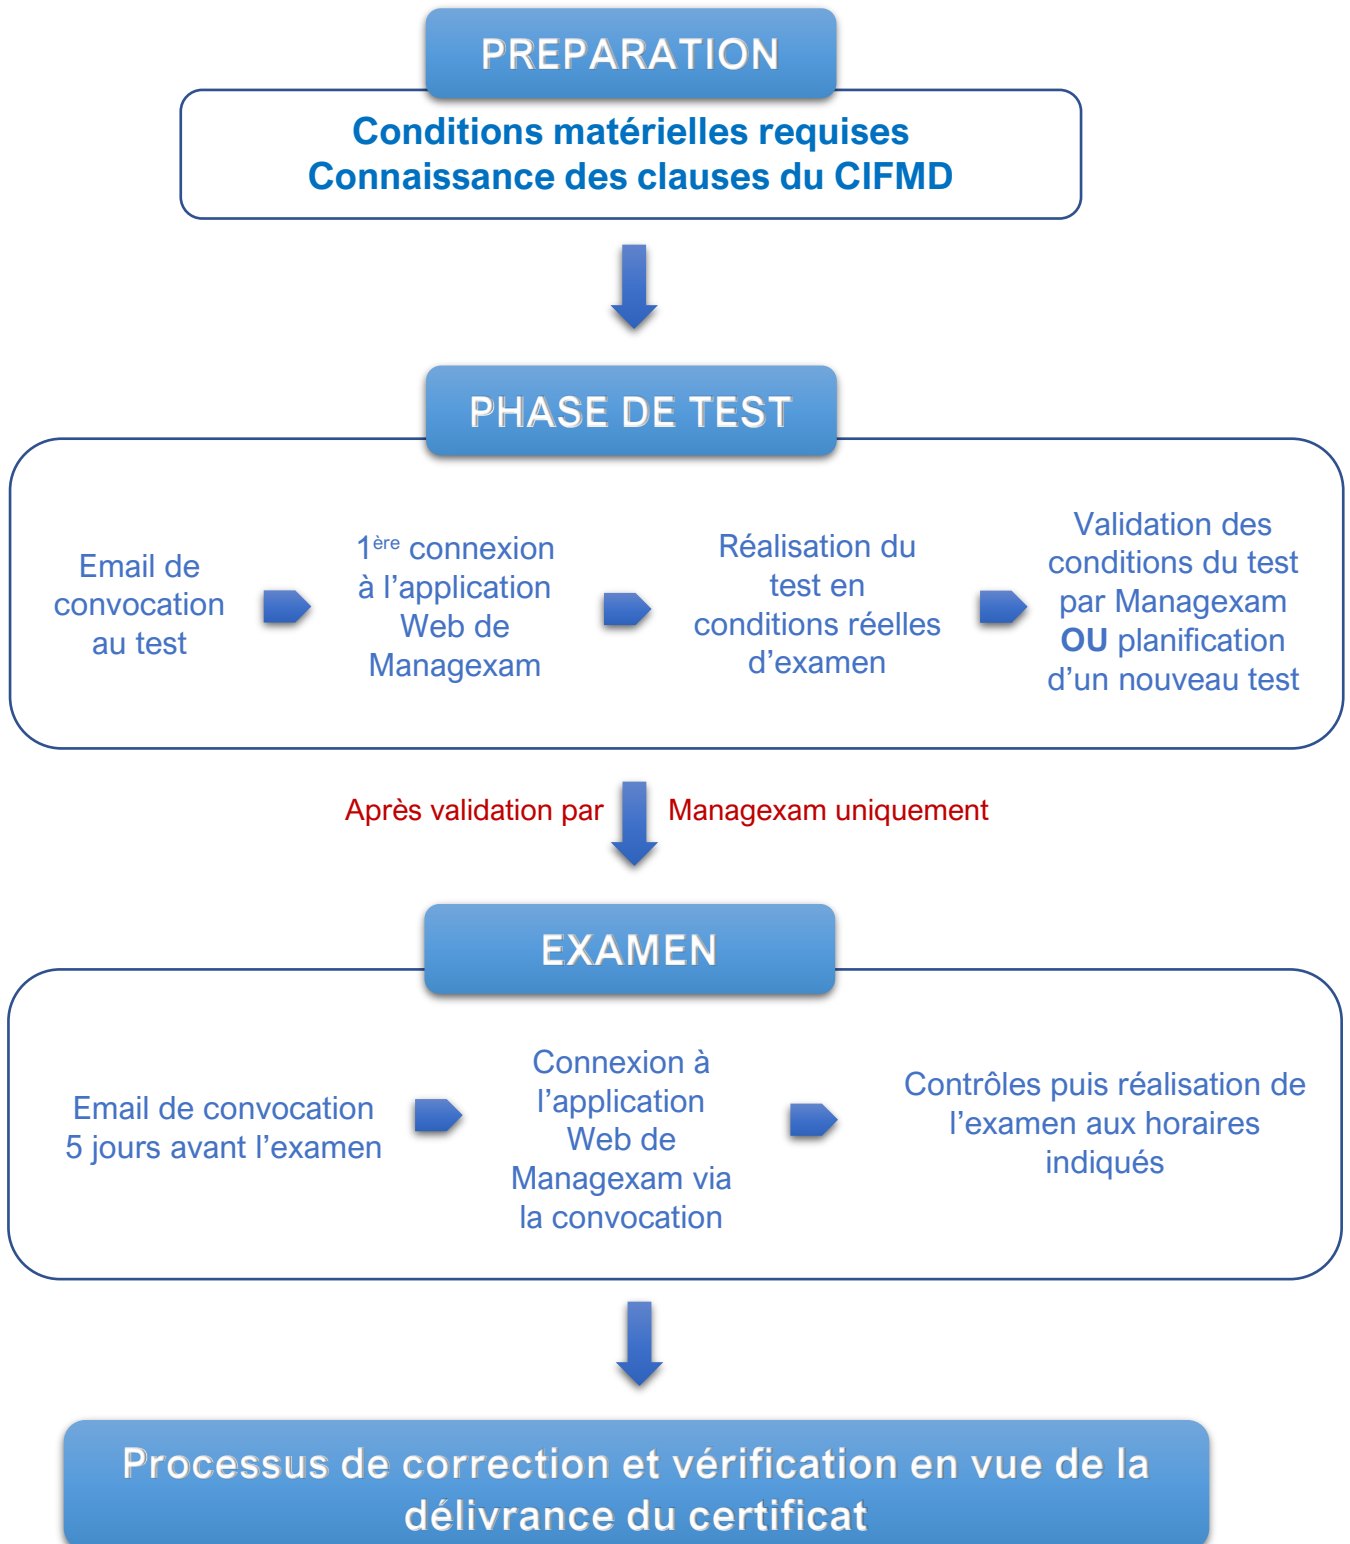 PREPARATION
Conditions matérielles requises
Connaissance des clauses du CIFMD
PHASE DE TEST
Email de
convocation
au test
1ère connexion
à l’application
Web de
Managexam
Réalisation du
test en
conditions réelles
d’examen
Validation des
conditions du test
par Managexam
OU planification
d’un nouveau test
Après validation par Managexam uniquement
EXAMEN
Email de convocation
5 jours avant l’examen
Connexion à
l’application
Web de
Managexam via
la convocation
Contrôles puis réalisation de
l’examen aux horaires
indiqués
Processus de correction et vérification en vue de la
délivrance du certificat